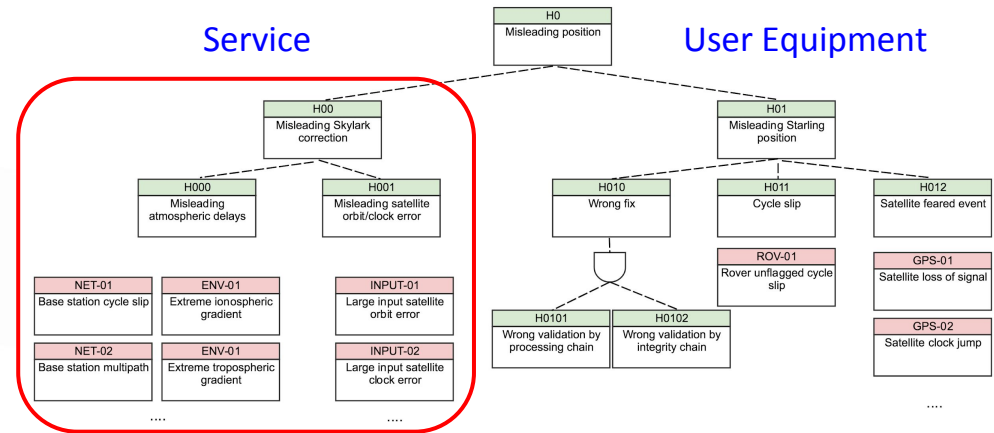 Service
User Equipment
H0
Misleading position
H00
Misleading Skylark
correction
H01
Misleading Starling
position
H000
Misleading
atmospheric delays
H001
Misleading satellite
orbit/clock error
H010
Wrong fix
H011
Cycle slip
H012
Satellite feared event
NET-01
Base station cycle slip
ENV-01
Extreme ionospheric
gradient
INPUT-01
Large input satellite
orbit error
ROV-01
Rover unflagged cycle
slip
GPS-01
Satellite loss of signal
NET-02
Base station multipath
ENV-01
Extreme tropospheric
gradient
INPUT-02
Large input satellite
clock error
H0101
Wrong validation by
processing chain
H0102
Wrong validation by
integrity chain
GPS-02
Satellite clock jump
....
....
....